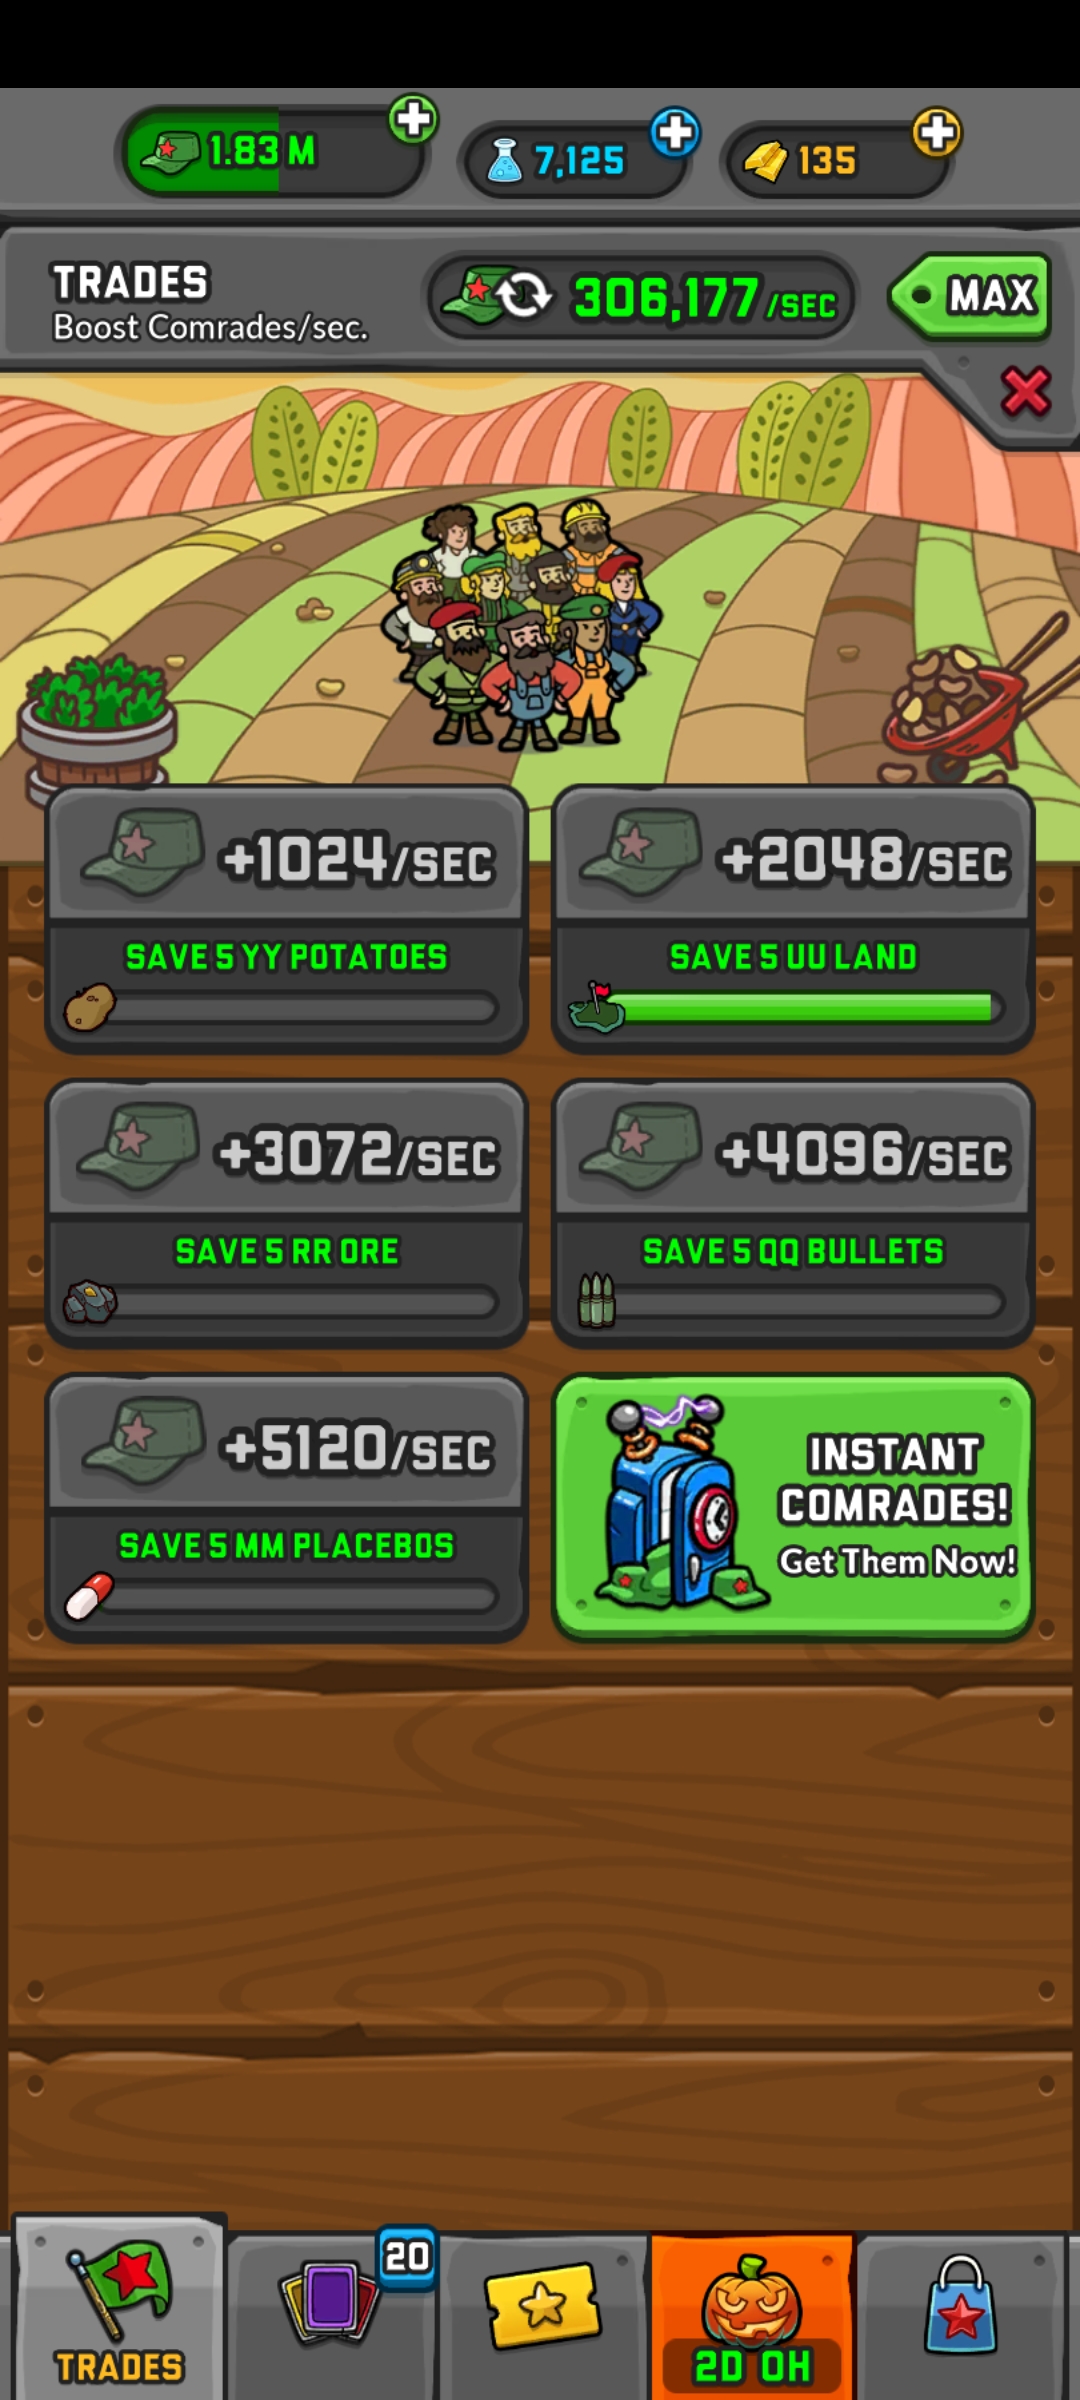 1.83 M
7,125
135
TRADES
Boost Comrades/sec.
306,177/SEC
MAX
+1024/SEC
SAVE 5 YY POTATOES
+2048/SEC
SAVE 5 UU LAND
+3072/SEC
SAVE 5 RR ORE
+4096/SEC
SAVE 5 QQ BULLETS
+5120/SEC
SAVE 5 MM PLACEBOS
INSTANT
COMRADES!
Get Them Now!
TRADES
20
2D 0H